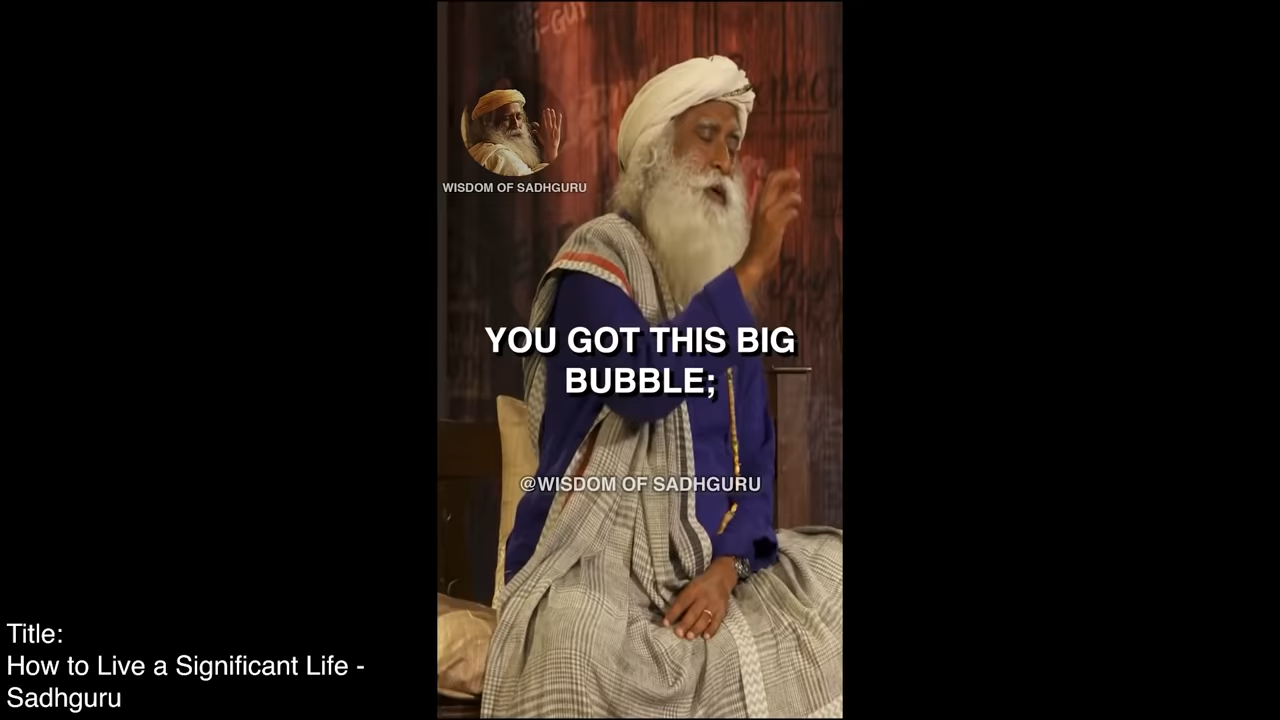 WISDOM OF SADHGURU
YOU GOT THIS BIG
BUBBLE;
@WISDOM OF SADHGURU
Title:
How to Live a Significant Life -
Sadhguru